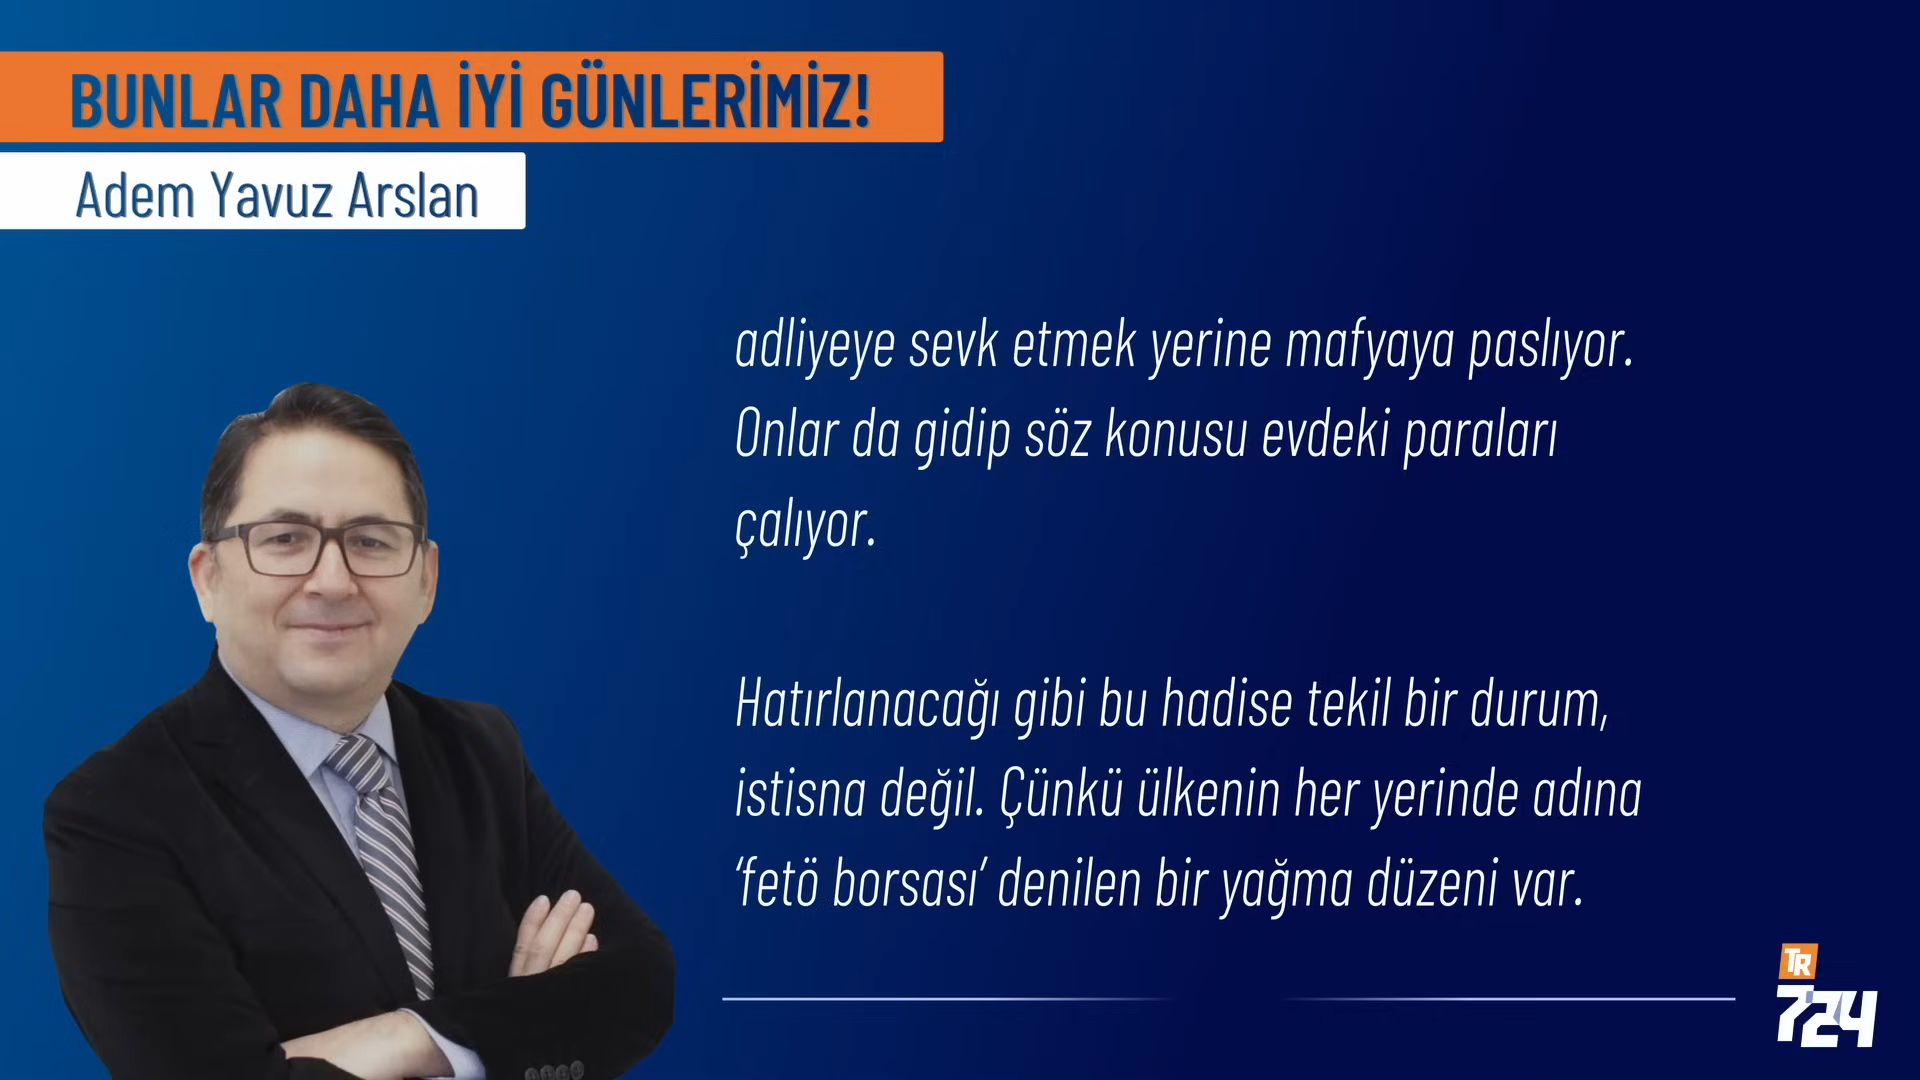 BUNLAR DAHA İYİ GÜNLERİMİZ!
Adem Yavuz Arslan
adliyeye sevk etmek yerine mafyaya paslıyor.
Onlar da gidip söz konusu evdeki paraları
çalıyor.
Hatırlanacağı gibi bu hadise tekil bir durum,
istisna değil. Çünkü ülkenin her yerinde adına
‘fetö borsası’ denilen bir yağma düzeni var.
TR
724